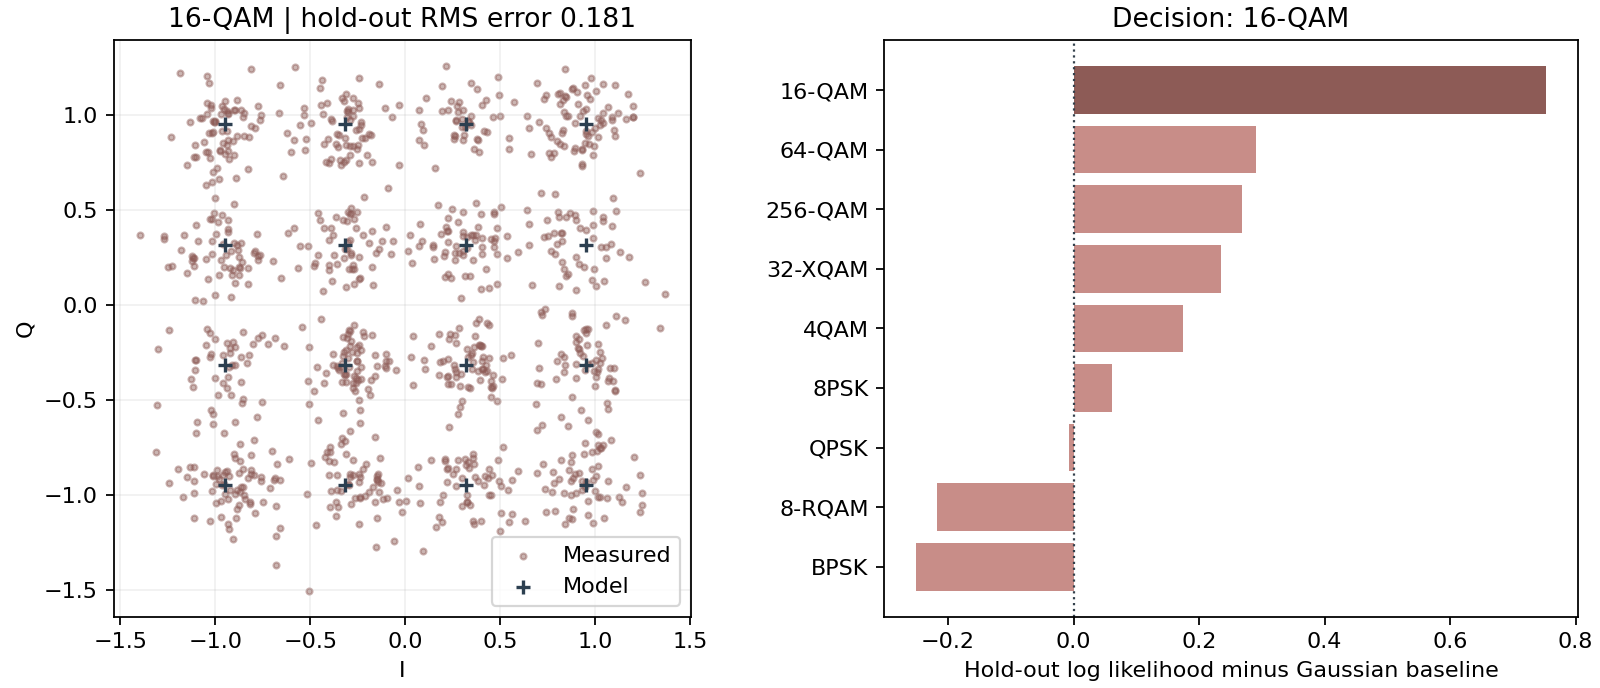 16-QAM | hold-out RMS error 0.181
Q
1.0
0.5
0.0
−0.5
−1.0
−1.5
−1.5
−1.0
−0.5
0.0
0.5
1.0
1.5
I
Measured
Model
Decision: 16-QAM
16-QAM
64-QAM
256-QAM
32-XQAM
4QAM
8PSK
QPSK
8-RQAM
BPSK
−0.2
0.0
0.2
0.4
0.6
0.8
Hold-out log likelihood minus Gaussian baseline